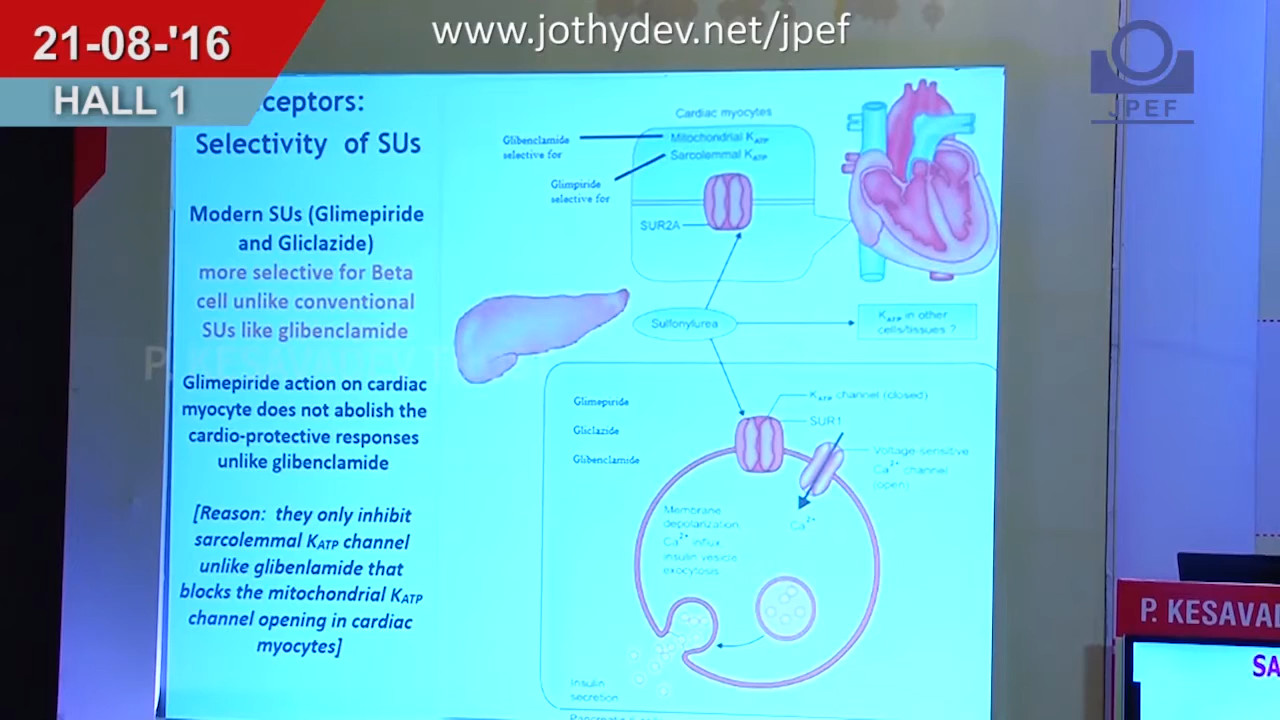 21-08-'16
HALL 1
www.jothydev.net/jpef
JPEF
ceptors:
Selectivity of SUs
Modern SUs (Glimepiride
and Gliclazide)
more selective for Beta
cell unlike conventional
SUs like glibenclamide
Glimepiride action on cardiac
myocyte does not abolish the
cardio-protective responses
unlike glibenclamide
[Reason: they only inhibit
sarcolemmal KATP channel
unlike glibenlamide that
blocks the mitochondrial KATP
channel opening in cardiac
myocytes]
Cardiac myocytes
Glibenclamide
selective for
Mitochondrial KATP
Sarcolemmal KATP
Glimpiride
selective for
SUR2A
Sulfonylurea
KATP in other
cells/tissues ?
Glimepiride
Gliclazide
Glibenclamide
KATP channel (closed)
SUR1
Voltage sensitive
Ca2+ channel
(open)
Ca2+
Membrane
depolarization
Ca2+ influx
Insulin vesicle
exocytosis
Insulin
secretion
P. KESAVADEV
P. KESAVAD
SA